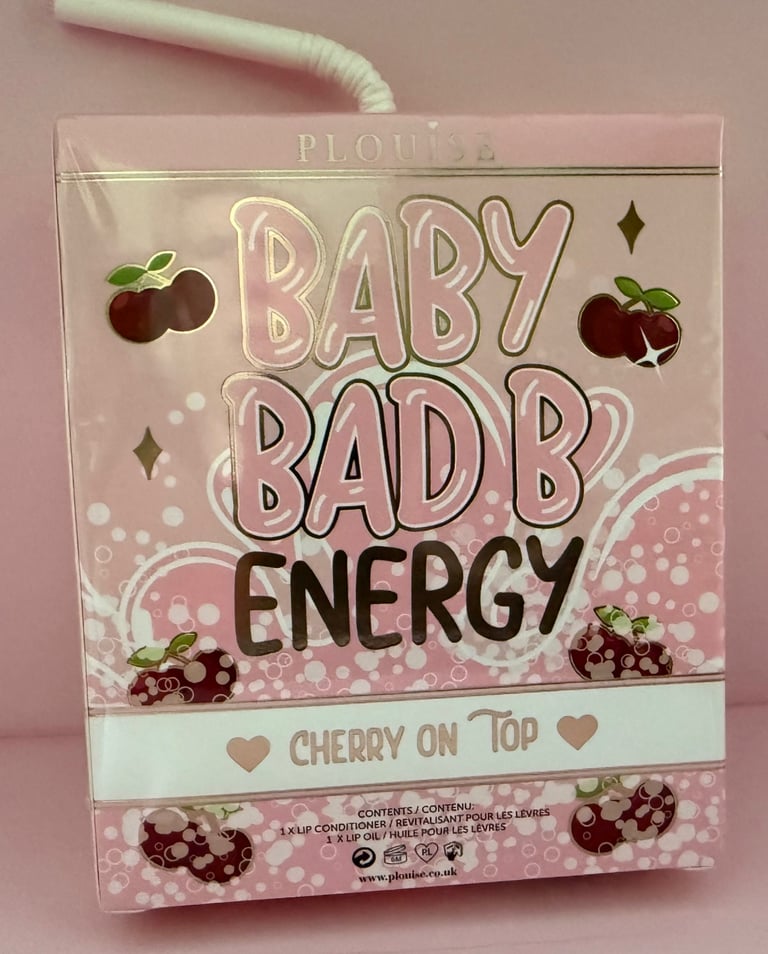 PLOUISE
BABY
BAD B
ENERGY
CHERRY ON TOP
CONTENTS / CONTENU:
1 X LIP CONDITIONER / REVITALISANT POUR LES LÈVRES
1 X LIP OIL / HUILE POUR LES LÈVRES
6M P.L
www.plouise.co.uk